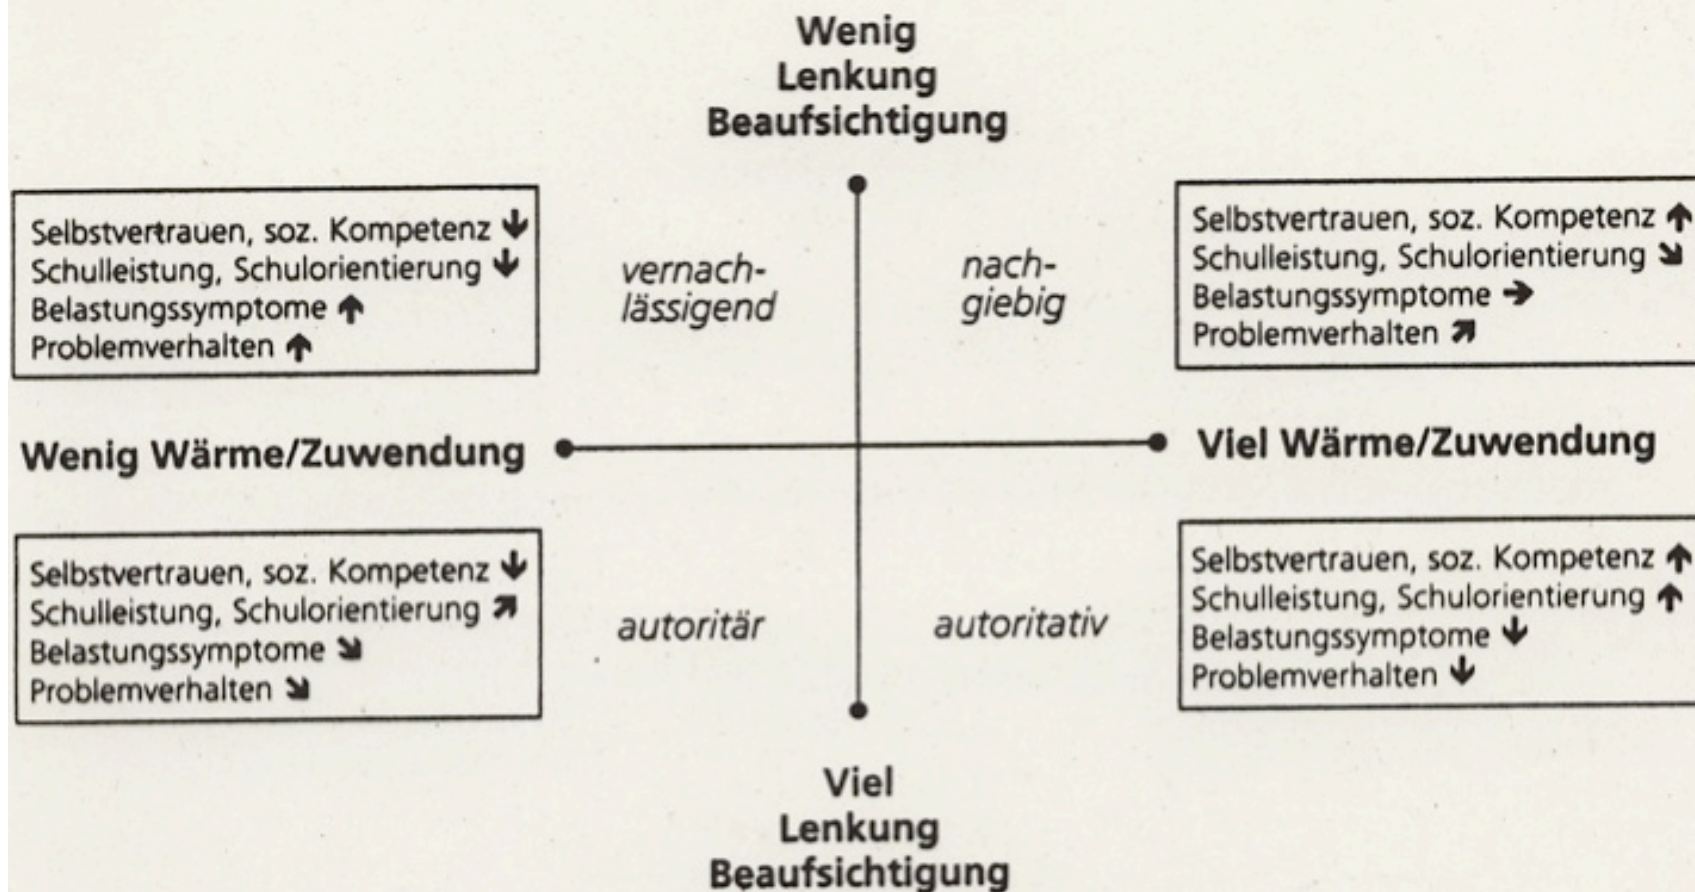 Wenig
Lenkung
Beaufsichtigung
Selbstvertrauen, soz. Kompetenz ↓
Schulleistung, Schulorientierung ↓
Belastungssymptome ↑
Problemverhalten ↑
vernach-
lässigend
nach-
giebig
Selbstvertrauen, soz. Kompetenz ↑
Schulleistung, Schulorientierung ↘
Belastungssymptome →
Problemverhalten ↗
Wenig Wärme/Zuwendung
Viel Wärme/Zuwendung
Selbstvertrauen, soz. Kompetenz ↓
Schulleistung, Schulorientierung ↗
Belastungssymptome ↘
Problemverhalten ↘
autoritär
autoritativ
Selbstvertrauen, soz. Kompetenz ↑
Schulleistung, Schulorientierung ↑
Belastungssymptome ↓
Problemverhalten ↓
Viel
Lenkung
Beaufsichtigung